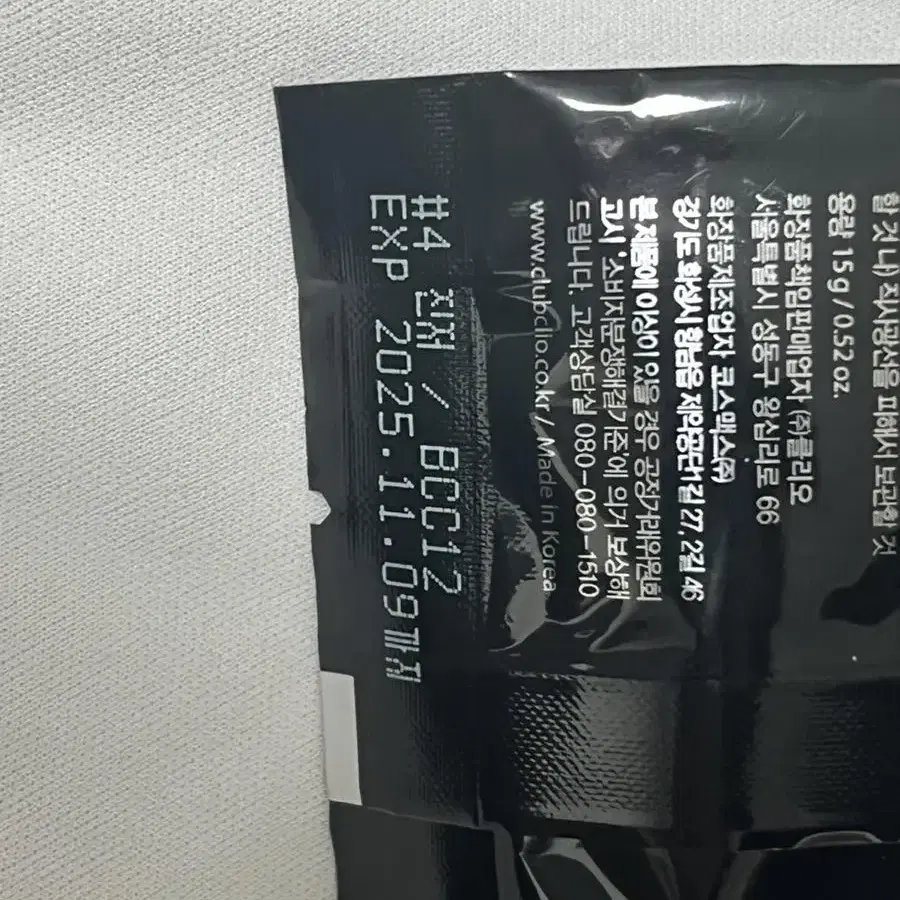 할 것 나) 직사광선을 피해서 보관할 것
용량 15g / 0.52 oz.
화장품책임판매업자 (주)클리오
서울특별시 성동구 왕십리로 66
화장품제조업자 코스맥스(주)
경기도 화성시 향남읍 제약공단1길 27, 2길 46
본 제품에 이상이 있을 경우 공정거래위원회
고시 '소비자분쟁해결기준'에 의거 보상해
드립니다. 고객상담실 080-080-1510
www.clubclio.co.kr / Made in Korea
#4 진저 / BCC12
EXP 2025.11.09까지